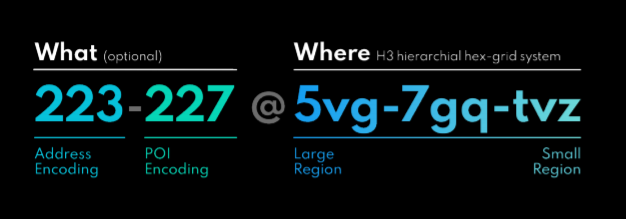 What (optional)
Where H3 hierarchial hex-grid system
223-227 @ 5vg-7gq-tvz
Address Encoding
POI Encoding
Large Region
Small Region